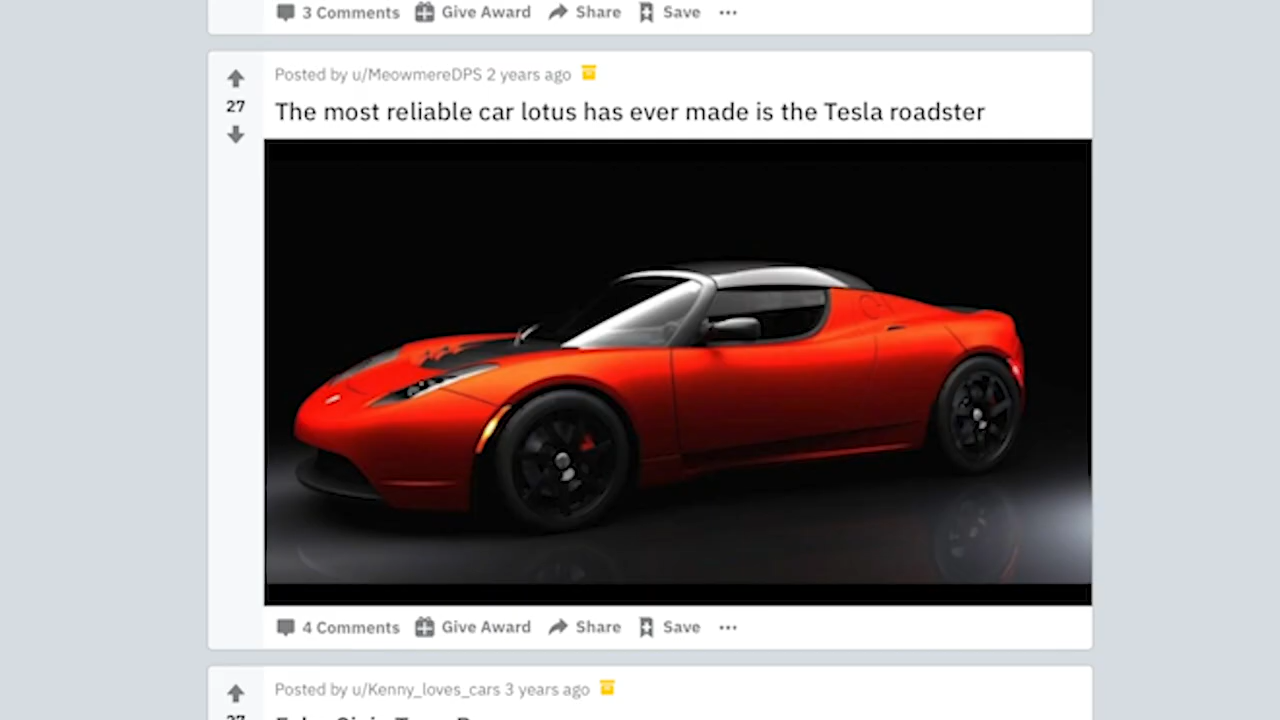 3 Comments Give Award Share Save ...
Posted by u/MeowmereDPS 2 years ago
27
The most reliable car lotus has ever made is the Tesla roadster
4 Comments Give Award Share Save ...
Posted by u/Kenny_loves_cars 3 years ago